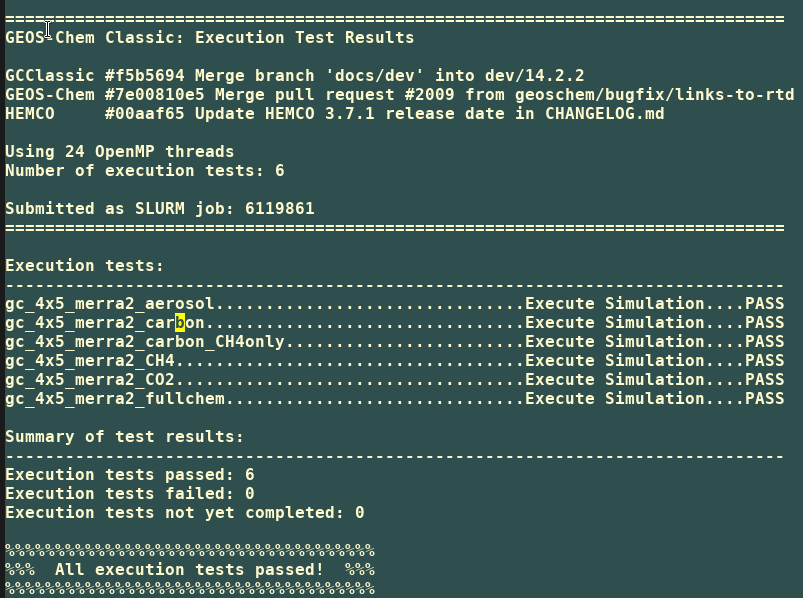 ==============================================================================
GEOS-Chem Classic: Execution Test Results
GCClassic #f5b5694 Merge branch 'docs/dev' into dev/14.2.2
GEOS-Chem #7e00810e5 Merge pull request #2009 from geoschem/bugfix/links-to-rtd
HEMCO     #00aaf65 Update HEMCO 3.7.1 release date in CHANGELOG.md
Using 24 OpenMP threads
Number of execution tests: 6
Submitted as SLURM job: 6119861
==============================================================================
Execution tests:
------------------------------------------------------------------------------
gc_4x5_merra2_aerosol...............................Execute Simulation....PASS
gc_4x5_merra2_carbon................................Execute Simulation....PASS
gc_4x5_merra2_carbon_CH4only........................Execute Simulation....PASS
gc_4x5_merra2_CH4...................................Execute Simulation....PASS
gc_4x5_merra2_CO2...................................Execute Simulation....PASS
gc_4x5_merra2_fullchem..............................Execute Simulation....PASS
Summary of test results:
------------------------------------------------------------------------------
Execution tests passed: 6
Execution tests failed: 0
Execution tests not yet completed: 0
%%%%%%%%%%%%%%%%%%%%%%%%%%%%%%%%%%%%%
%%%  All execution tests passed!  %%%
%%%%%%%%%%%%%%%%%%%%%%%%%%%%%%%%%%%%%